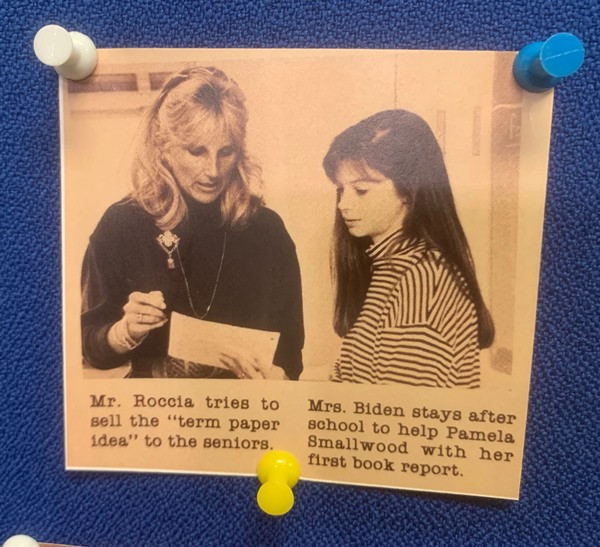 Mr. Roccia tries to
sell the "term paper
idea" to the seniors.
Mrs. Biden stays after
school to help Pamela
Smallwood with her
first book report.